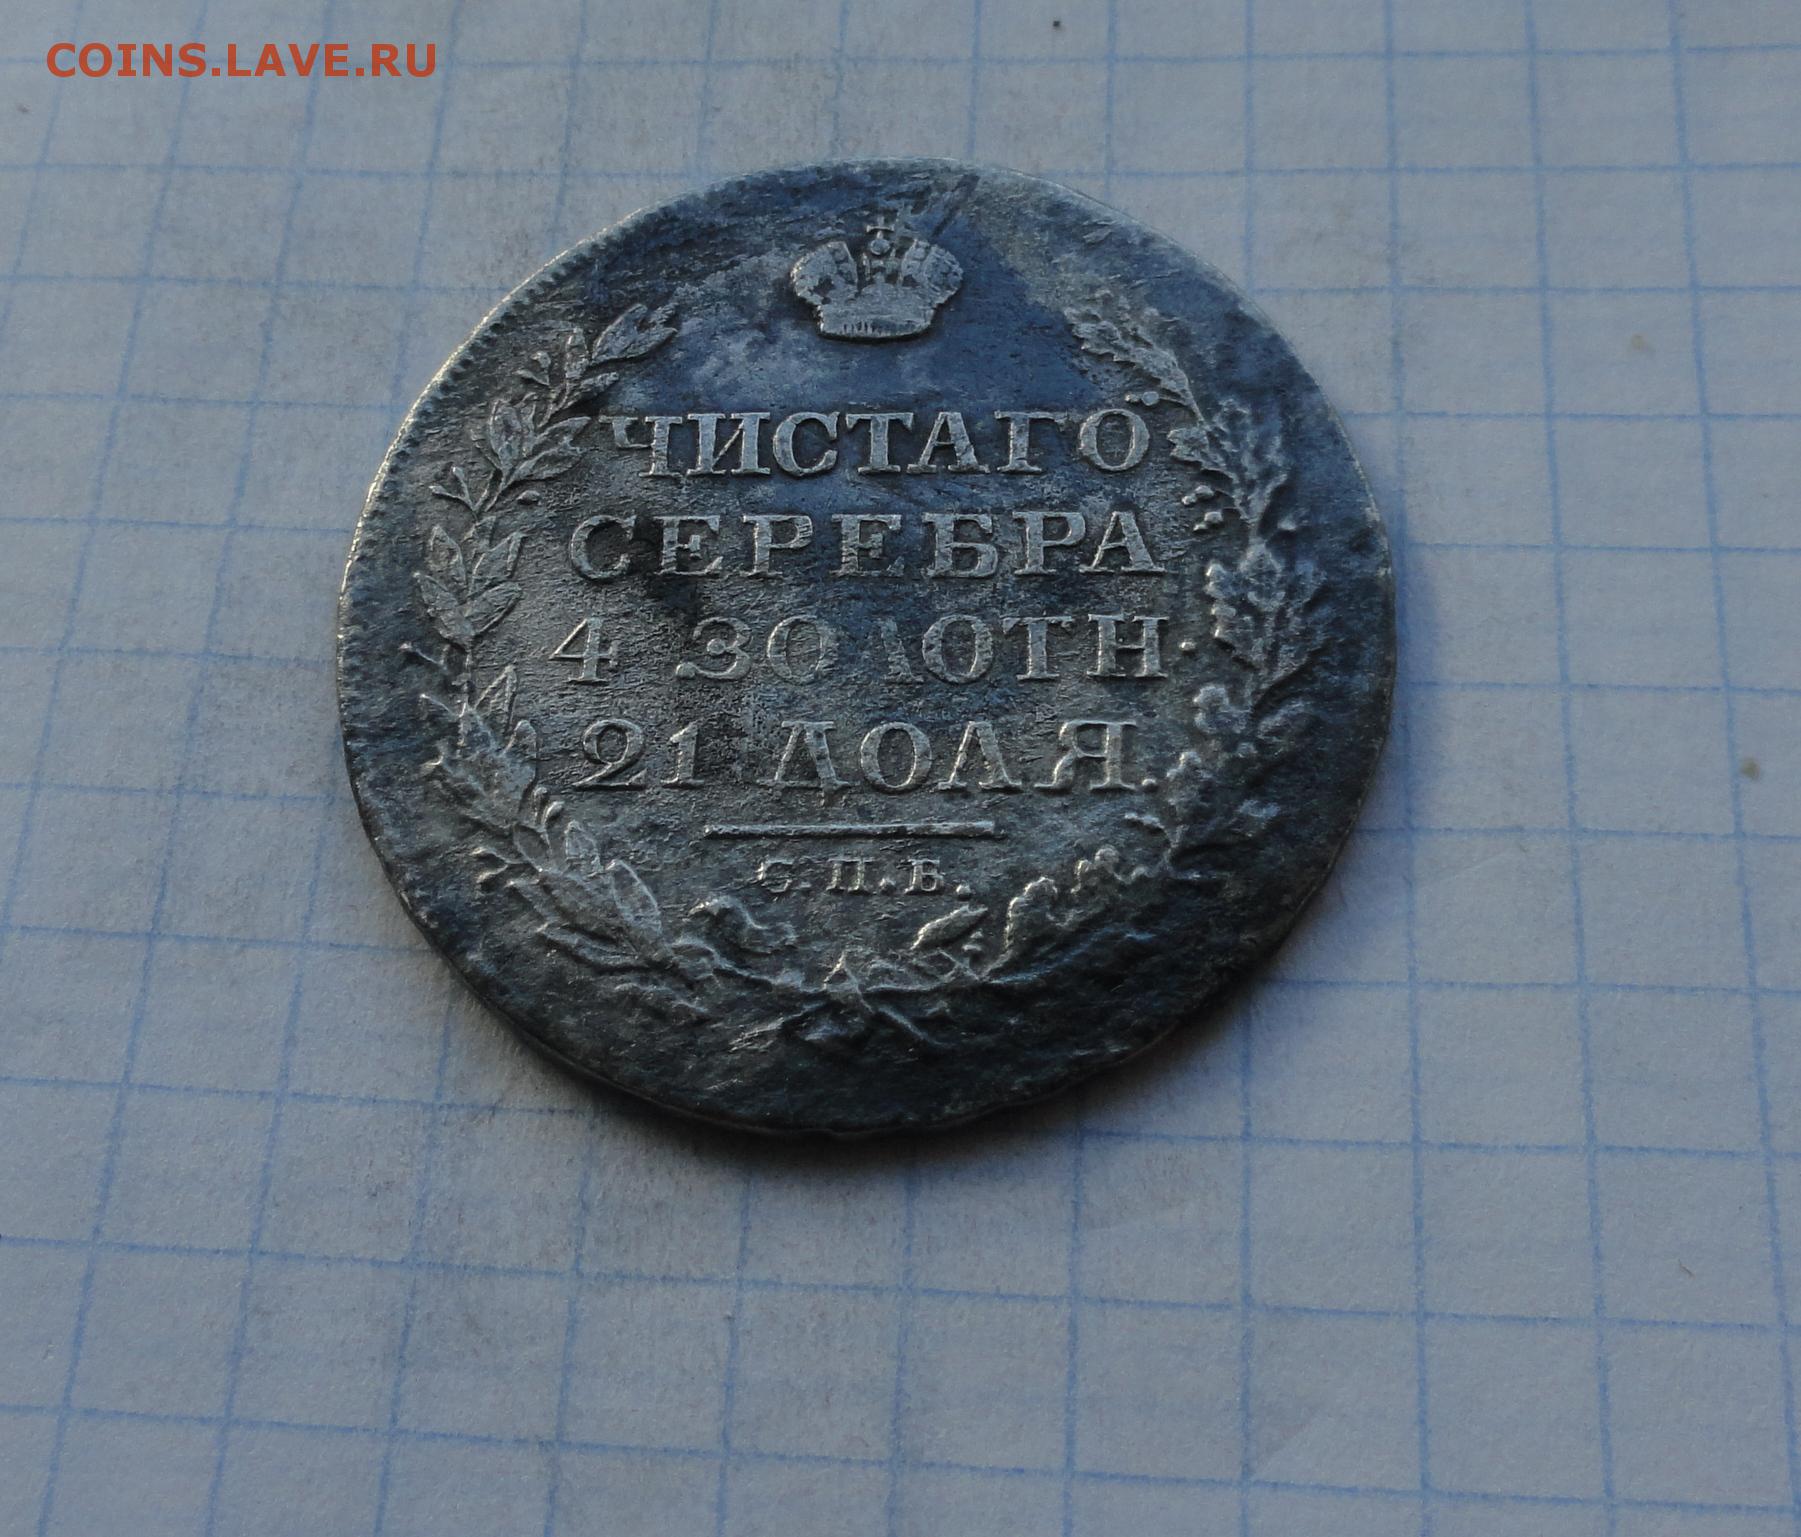 COINS.LAVE.RU
ЧИСТАГО
СЕРЕБРА
4 ЗОЛОТН.
21 ДОЛЯ.
С.П.Б.